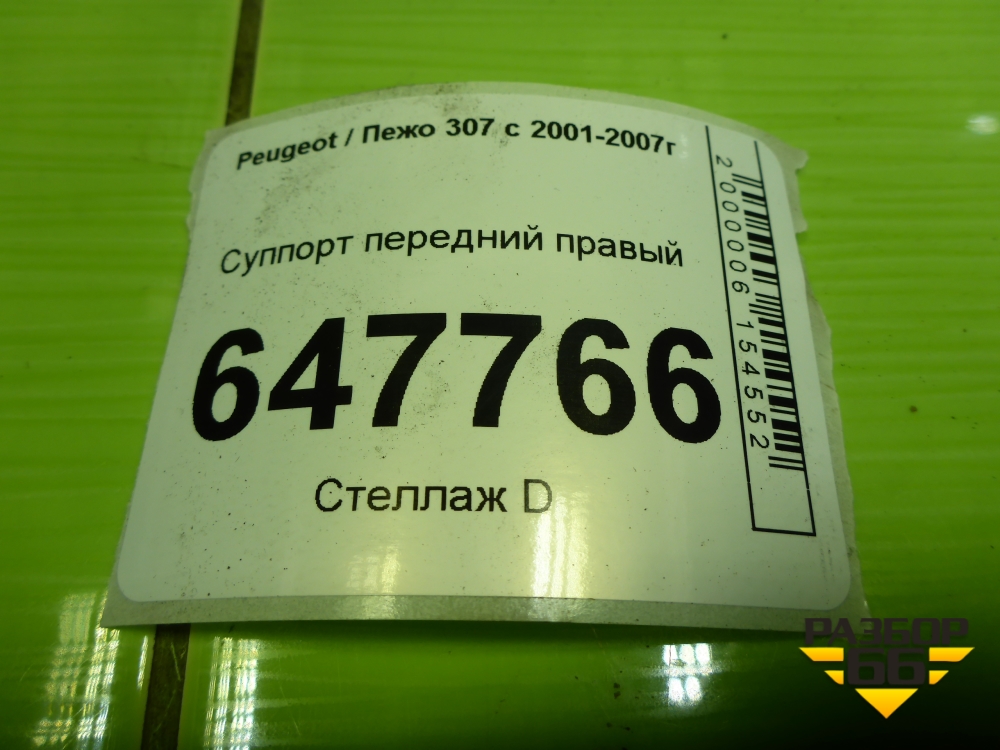 Peugeot / Пежо 307 с 2001-2007г
Суппорт передний правый
647766
Стеллаж D
2000006154552
РАЗБОР
66